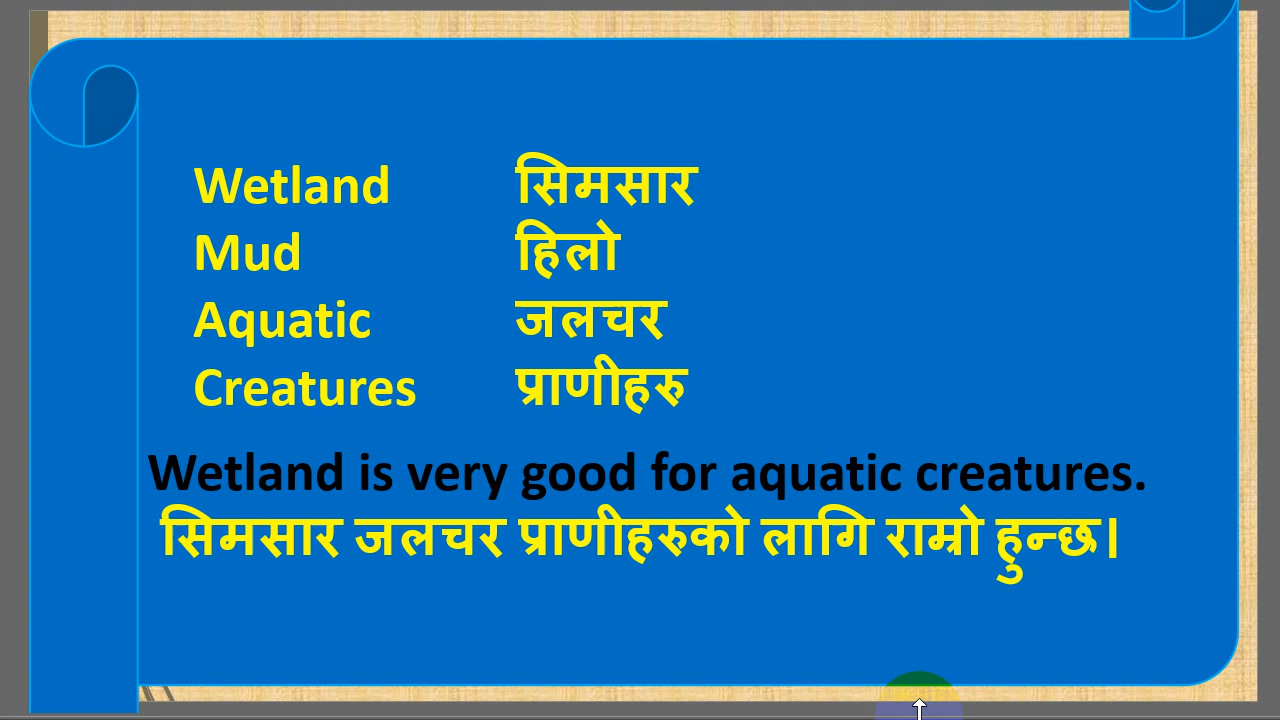 Wetland सिमसार
Mud हिलो
Aquatic जलचर
Creatures प्राणीहरु
Wetland is very good for aquatic creatures.
सिमसार जलचर प्राणीहरुको लागि राम्रो हुन्छ।